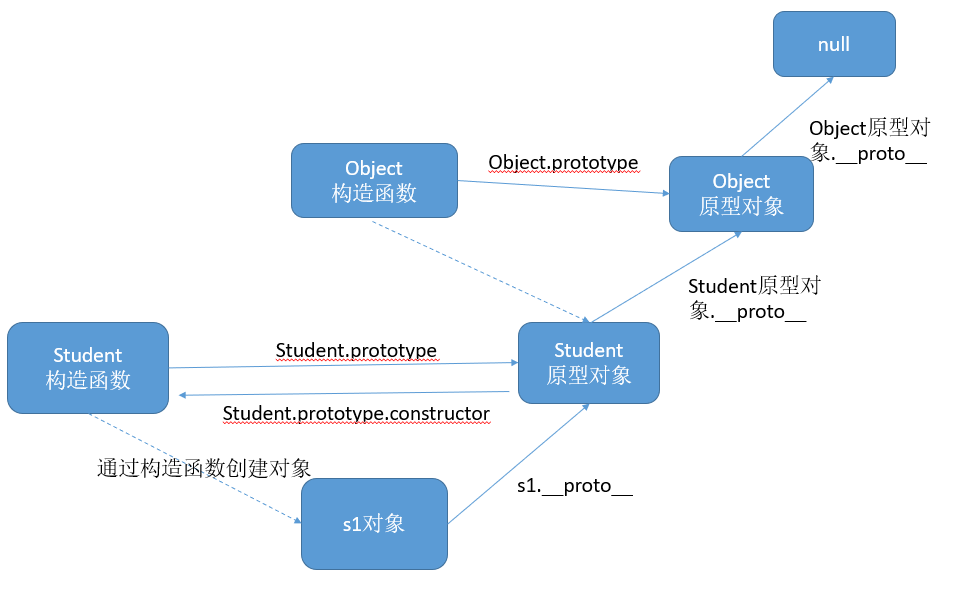 null
Object原型对
象.__proto__
Object
构造函数
Object.prototype
Object
原型对象
Student原型对
象.__proto__
Student
构造函数
Student.prototype
Student
原型对象
Student.prototype.constructor
通过构造函数创建对象
s1对象
s1.__proto__